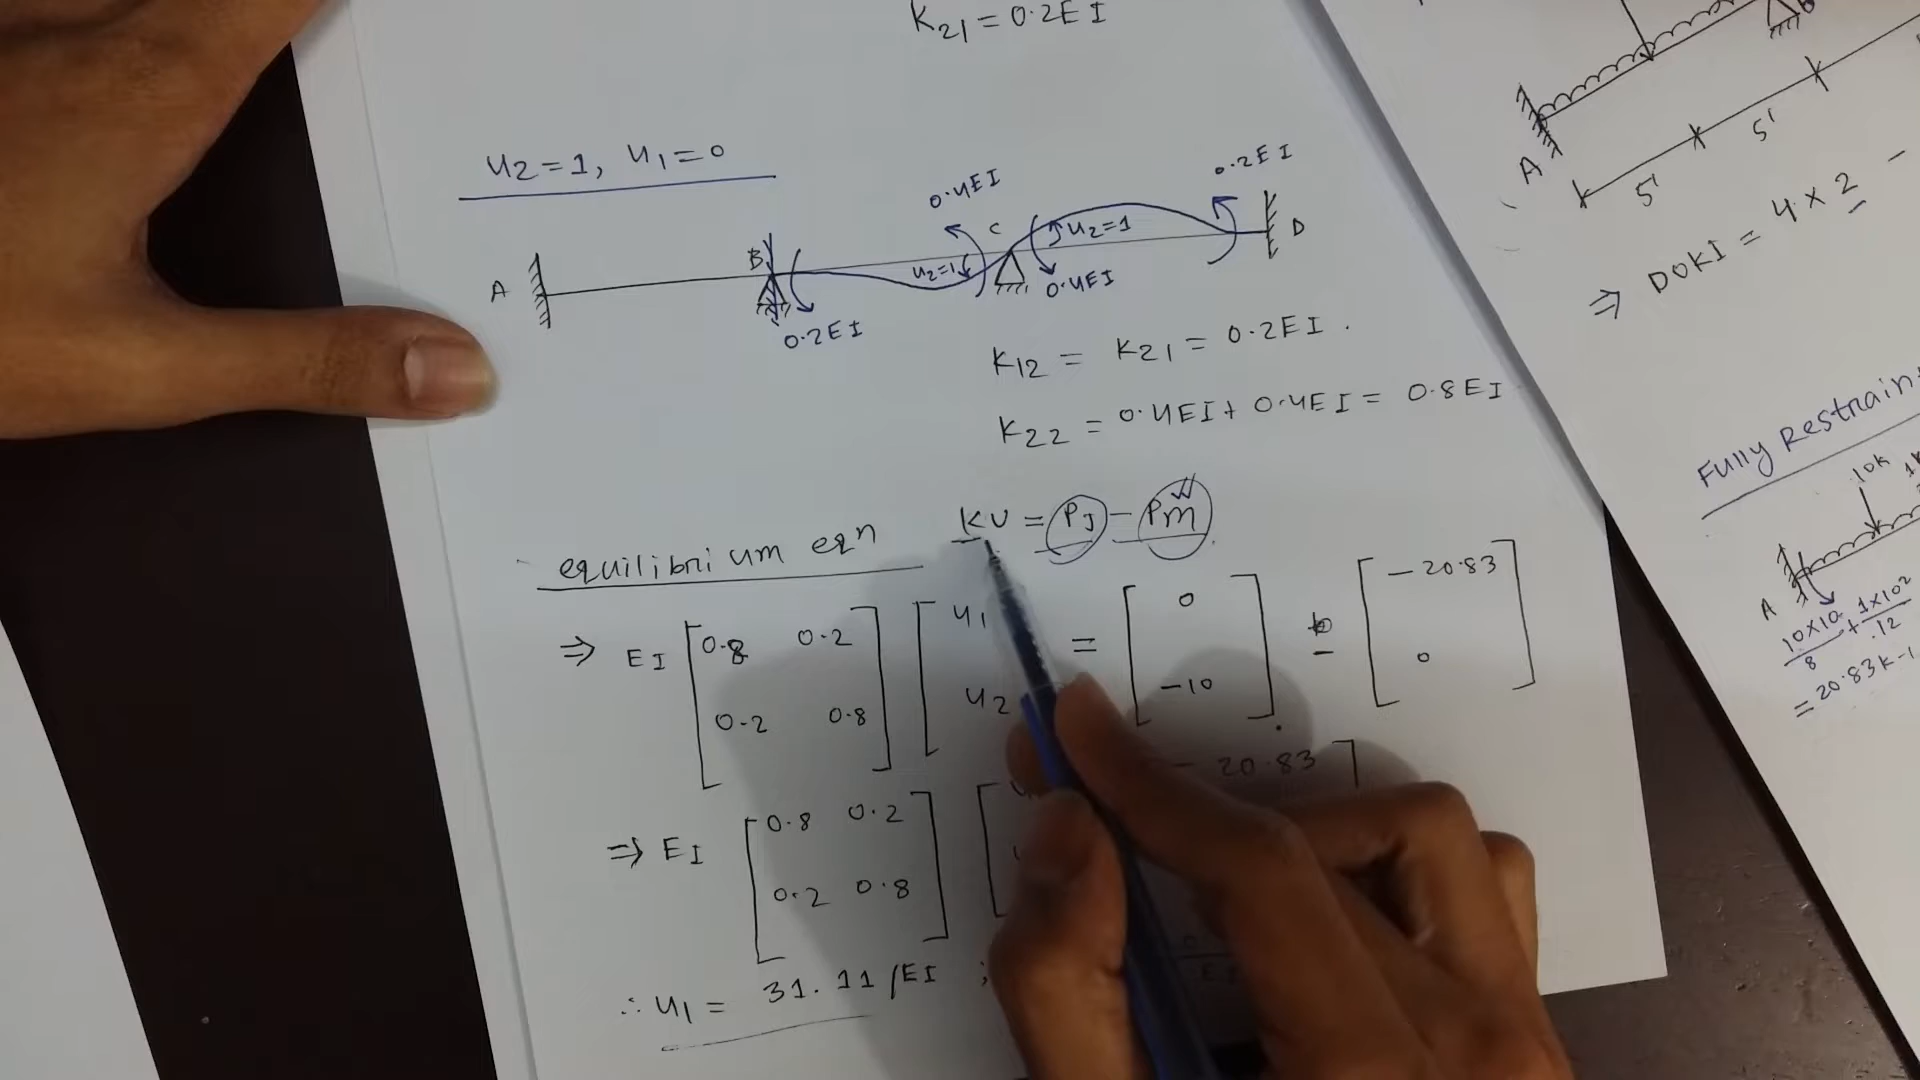 K21 = 0.2EI
u2 = 1, u1 = 0
0.4EI
0.2EI
A
B
C
u2=1
u2=1
D
0.2EI
0.4EI
K12 = K21 = 0.2EI.
K22 = 0.4EI + 0.4EI = 0.8EI
equilibrium eqn KU = PJ - Pm
⇒ EI [0.8 0.2
0.2 0.8] [u1
u2] = [0
-10] - [-20.83
0]
⇒ EI [0.8 0.2
0.2 0.8] [
- 20.83 ]
∴ u1 = 31.11/EI ;
A
5'
5'
⇒ DOKI = 4 × 2 -
Fully Restrain
10k
A
10×10/8 + 1×10²/12
= 20.83k-